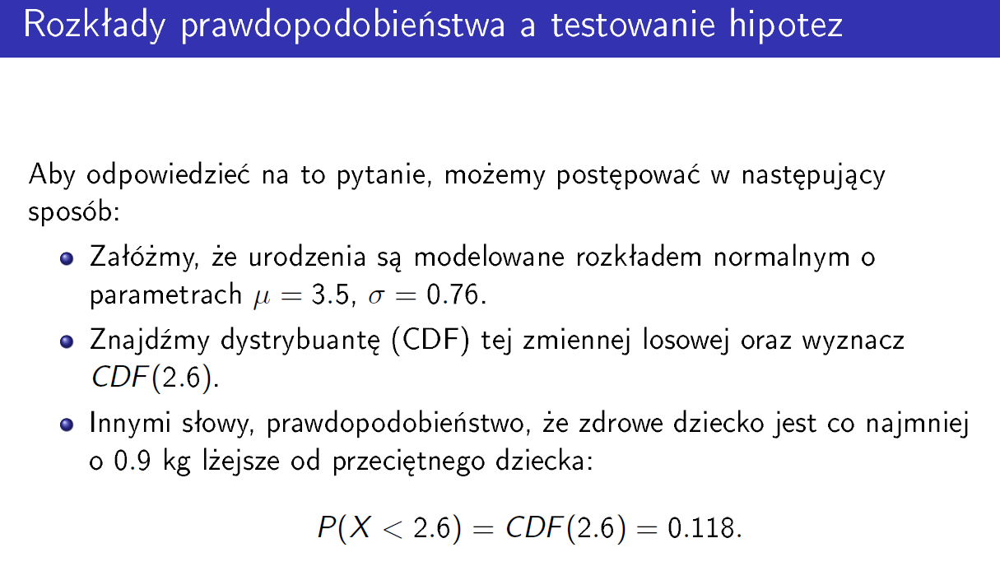 Rozkłady prawdopodobieństwa a testowanie hipotez
Aby odpowiedzieć na to pytanie, możemy postępować w następujący
sposób:
Załóżmy, że urodzenia są modelowane rozkładem normalnym o
parametrach μ = 3.5, σ = 0.76.
Znajdźmy dystrybuantę (CDF) tej zmiennej losowej oraz wyznacz
CDF(2.6).
Innymi słowy, prawdopodobieństwo, że zdrowe dziecko jest co najmniej
o 0.9 kg lżejsze od przeciętnego dziecka:
P(X < 2.6) = CDF(2.6) = 0.118.